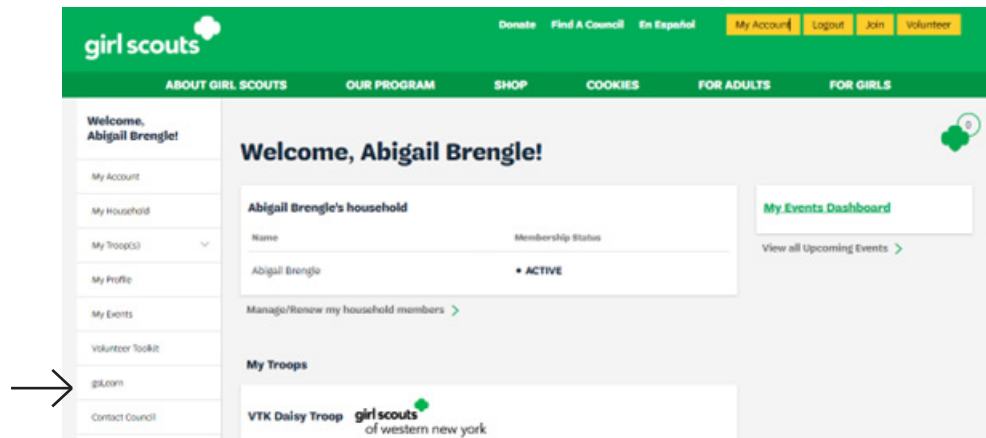 Donate Find A Council En Español My Account Logout Join Volunteer
girl scouts
ABOUT GIRL SCOUTS OUR PROGRAM SHOP COOKIES FOR ADULTS FOR GIRLS
Welcome,
Abigail Brengle!
My Account
My Household
My Troop(s)
My Profile
My Events
Volunteer Toolkit
gsLearn
Contact Council
0
Welcome, Abigail Brengle!
Abigail Brengle's household
Name Membership Status
Abigail Brengle • ACTIVE
Manage/Renew my household members >
My Events Dashboard
View all Upcoming Events >
My Troops
VTK Daisy Troop girl scouts
of western new york